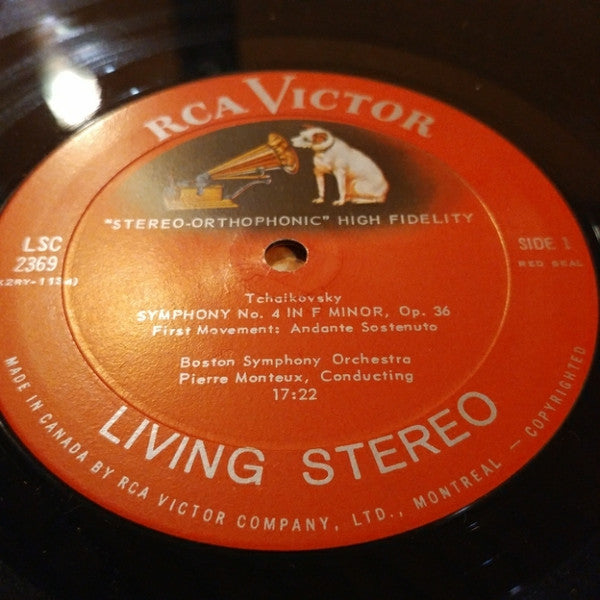 RCA VICTOR
"STEREO-ORTHOPHONIC" HIGH FIDELITY
LSC
2369
SIDE 1
RED SEAL
Tchaikovsky
SYMPHONY No. 4 IN F MINOR, Op. 36
First Movement: Andante Sostenuto
Boston Symphony Orchestra
Pierre Monteux, Conducting
17:22
LIVING STEREO
MADE IN CANADA BY RCA VICTOR COMPANY, LTD., MONTREAL — COPYRIGHTED